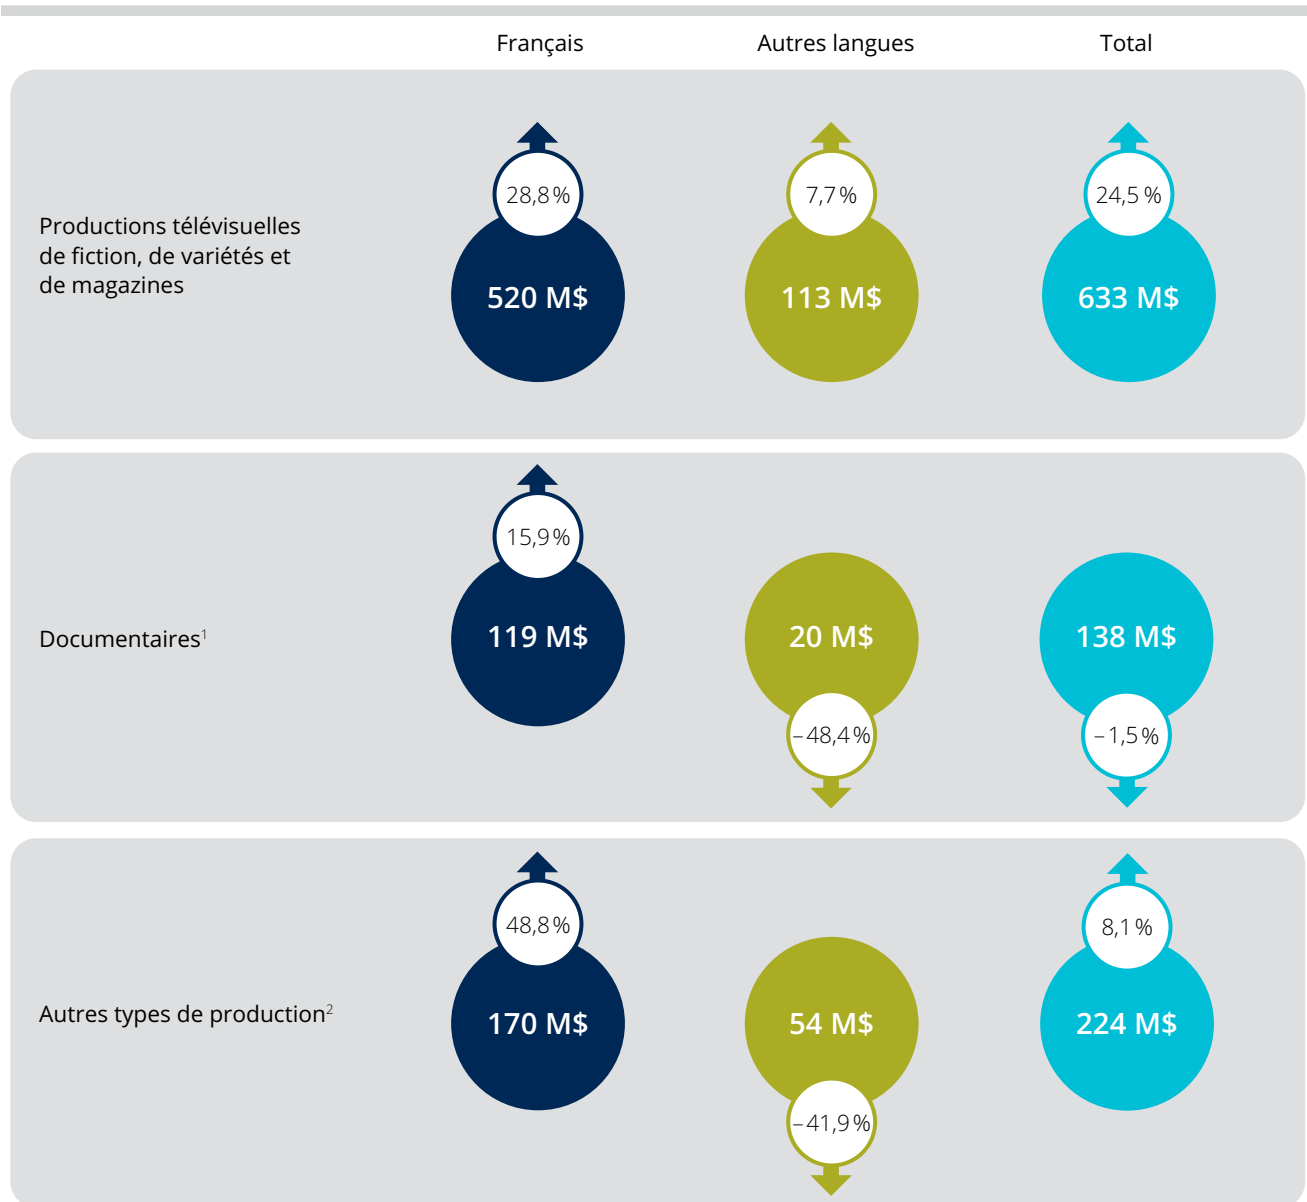 Français Autres langues Total
Productions télévisuelles
de fiction, de variétés et
de magazines
28,8 % 7,7 % 24,5 %
520 M$ 113 M$ 633 M$
Documentaires1
15,9 %
119 M$ 20 M$ 138 M$
–48,4 % –1,5 %
Autres types de production2
48,8 % 8,1 %
170 M$ 54 M$ 224 M$
–41,9 %